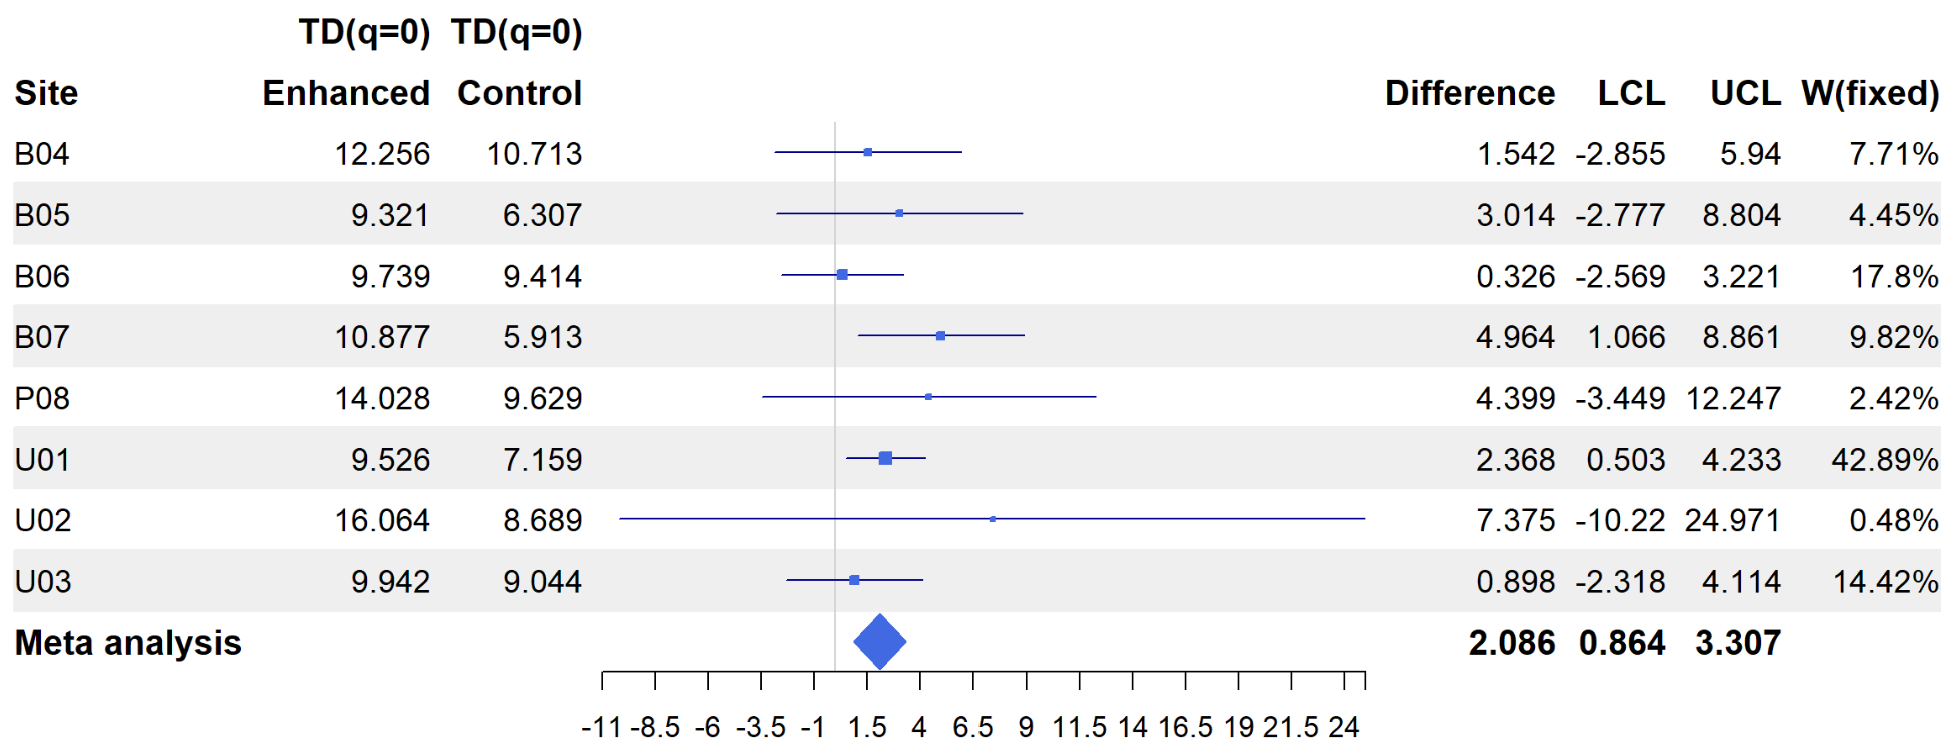 TD(q=0) TD(q=0)
Site Enhanced Control Difference LCL UCL W(fixed)
B04 12.256 10.713 1.542 -2.855 5.94 7.71%
B05 9.321 6.307 3.014 -2.777 8.804 4.45%
B06 9.739 9.414 0.326 -2.569 3.221 17.8%
B07 10.877 5.913 4.964 1.066 8.861 9.82%
P08 14.028 9.629 4.399 -3.449 12.247 2.42%
U01 9.526 7.159 2.368 0.503 4.233 42.89%
U02 16.064 8.689 7.375 -10.22 24.971 0.48%
U03 9.942 9.044 0.898 -2.318 4.114 14.42%
Meta analysis 2.086 0.864 3.307
-11 -8.5 -6 -3.5 -1 1.5 4 6.5 9 11.5 14 16.5 19 21.5 24